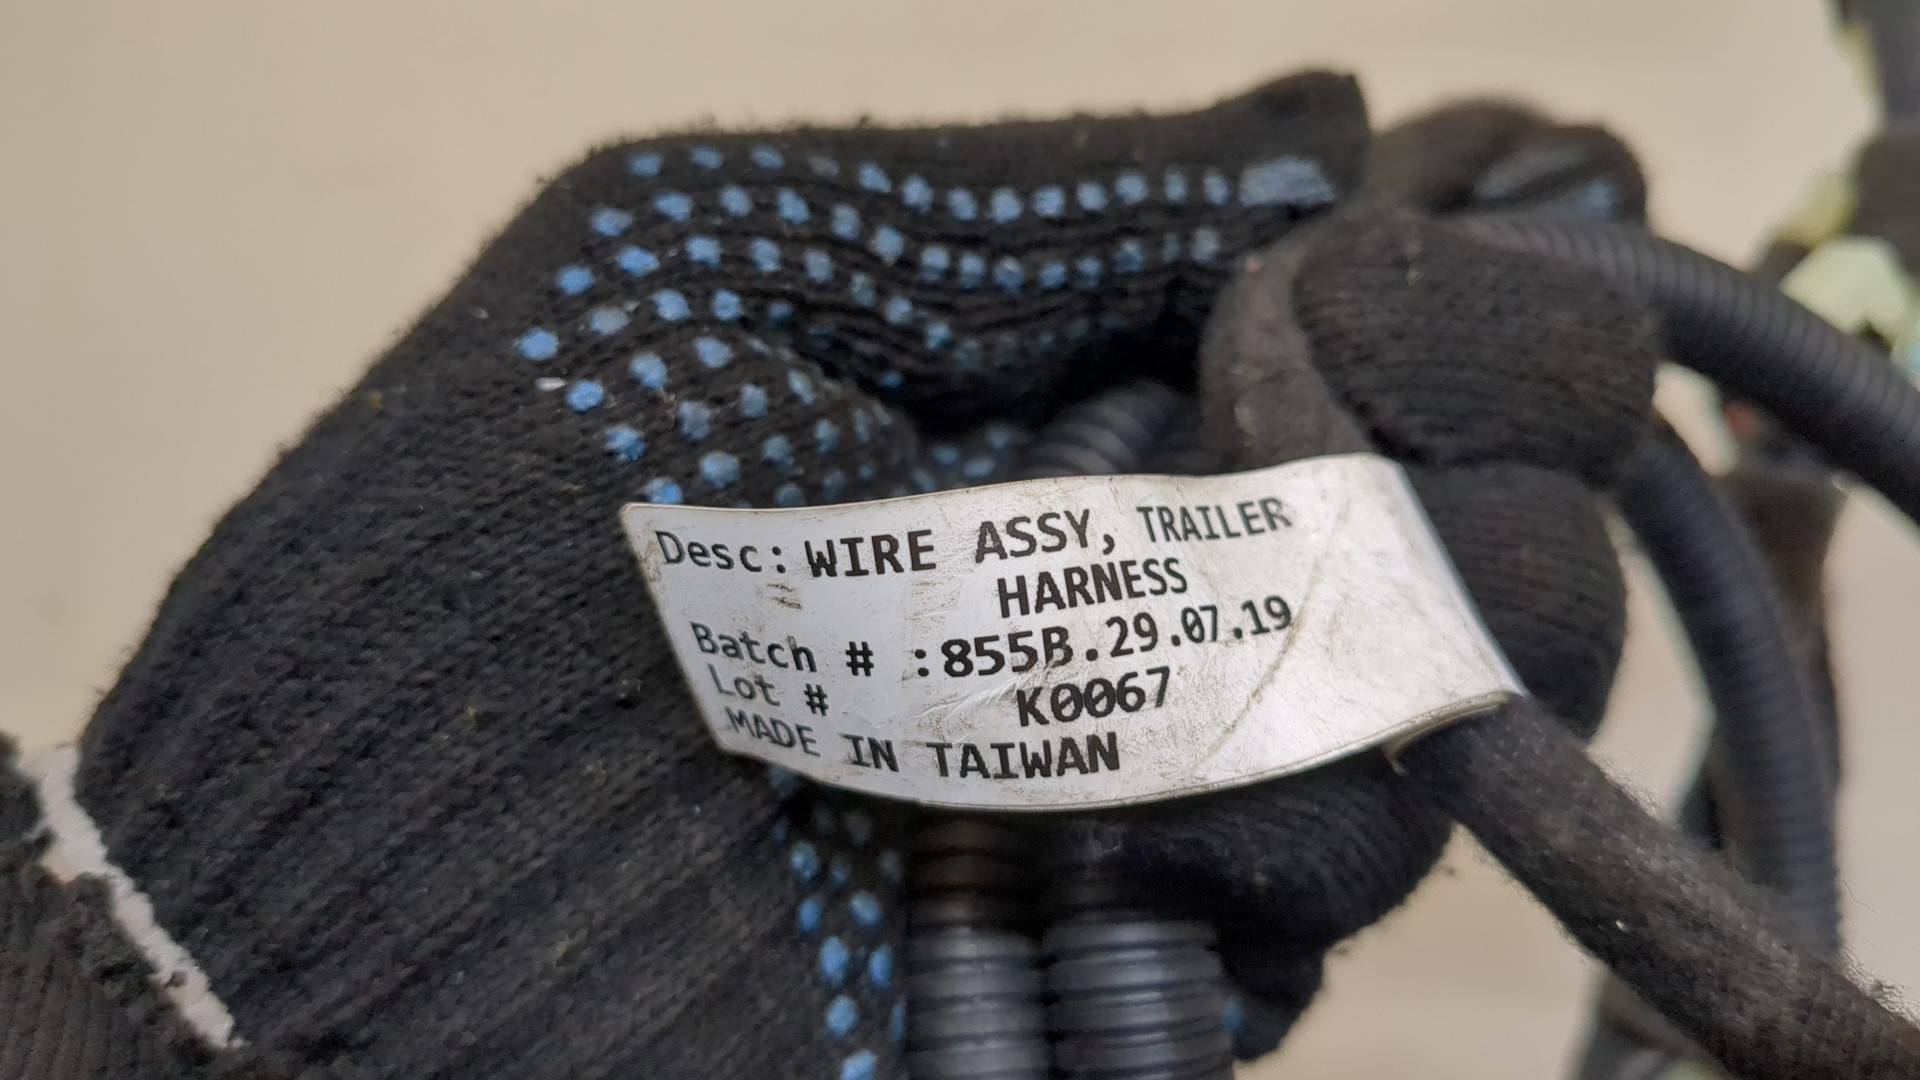 Desc: WIRE ASSY, TRAILER
HARNESS
Batch # :855B.29.07.19
Lot # K0067
MADE IN TAIWAN